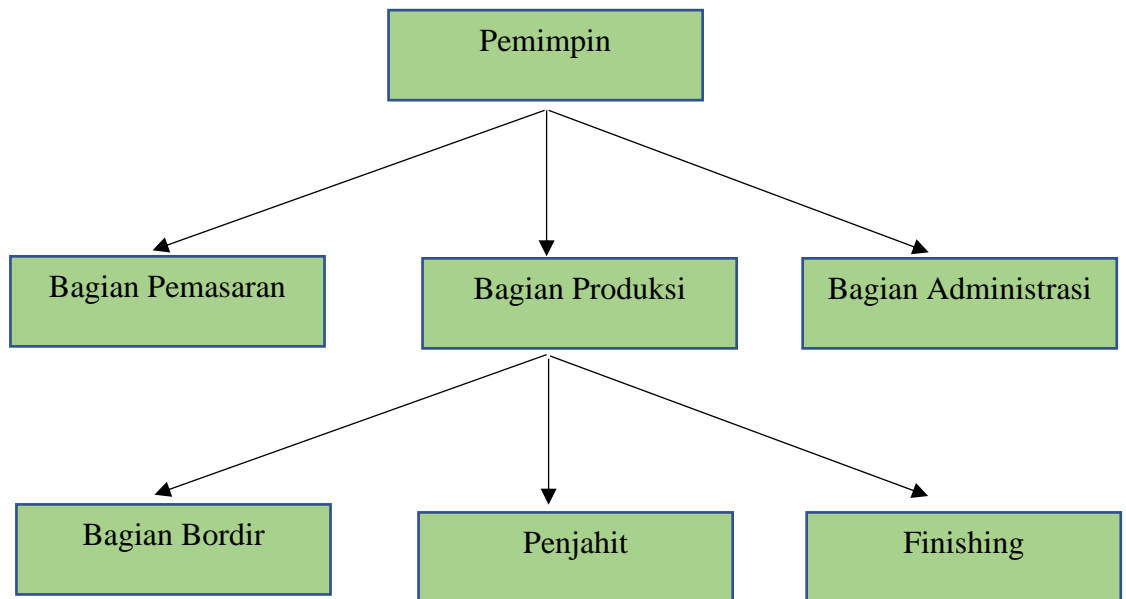 Pemimpin
Bagian Pemasaran
Bagian Produksi
Bagian Administrasi
Bagian Bordir
Penjahit
Finishing